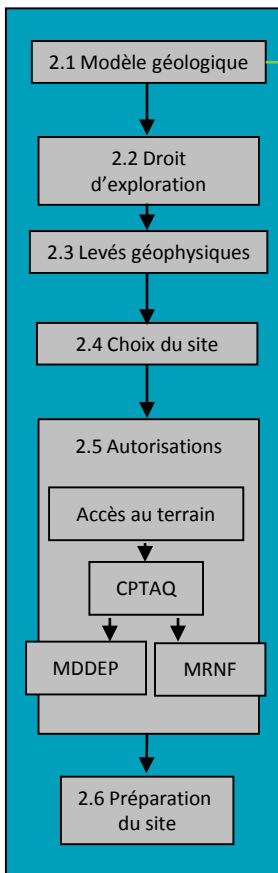 2.1 Modèle géologique
2.2 Droit
d’exploration
2.3 Levés géophysiques
2.4 Choix du site
2.5 Autorisations
Accès au terrain
CPTAQ
MDDEP
MRNF
2.6 Préparation
du site